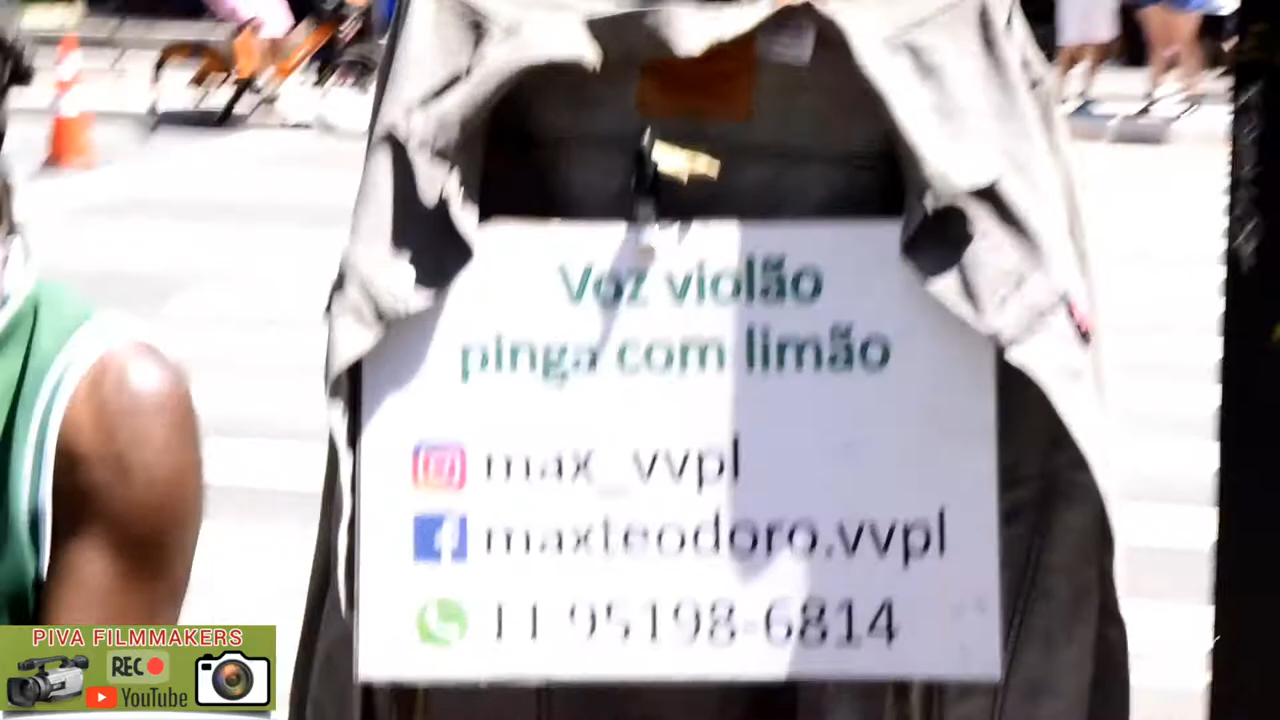 Voz violão
pinga com limão
max_vvpl
maxteodoro.vvpl
11 95198-6814
PIVA FILMMAKERS
REC
YouTube